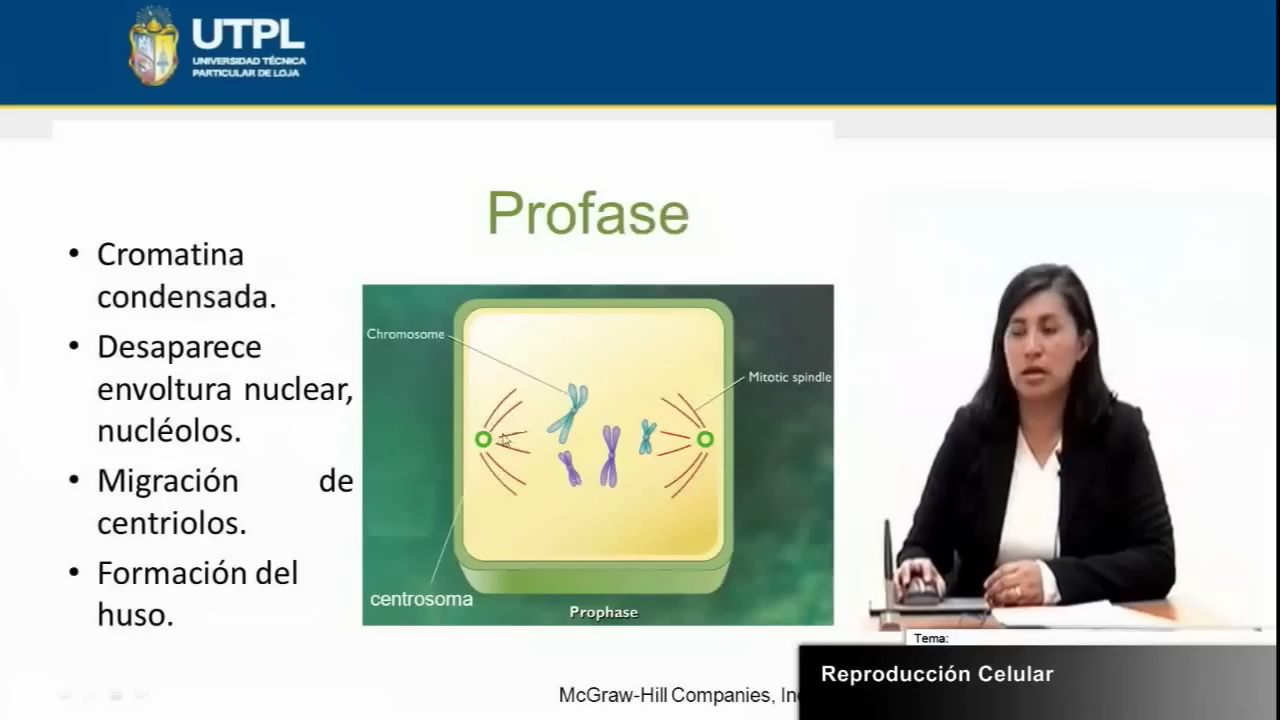 UTPL
UNIVERSIDAD TÉCNICA
PARTICULAR DE LOJA
Profase
• Cromatina
condensada.
• Desaparece
envoltura nuclear,
nucléolos.
• Migración de
centriolos.
• Formación del
huso.
Chromosome
Mitotic spindle
centrosoma
Prophase
Tema:
Reproducción Celular
McGraw-Hill Companies,